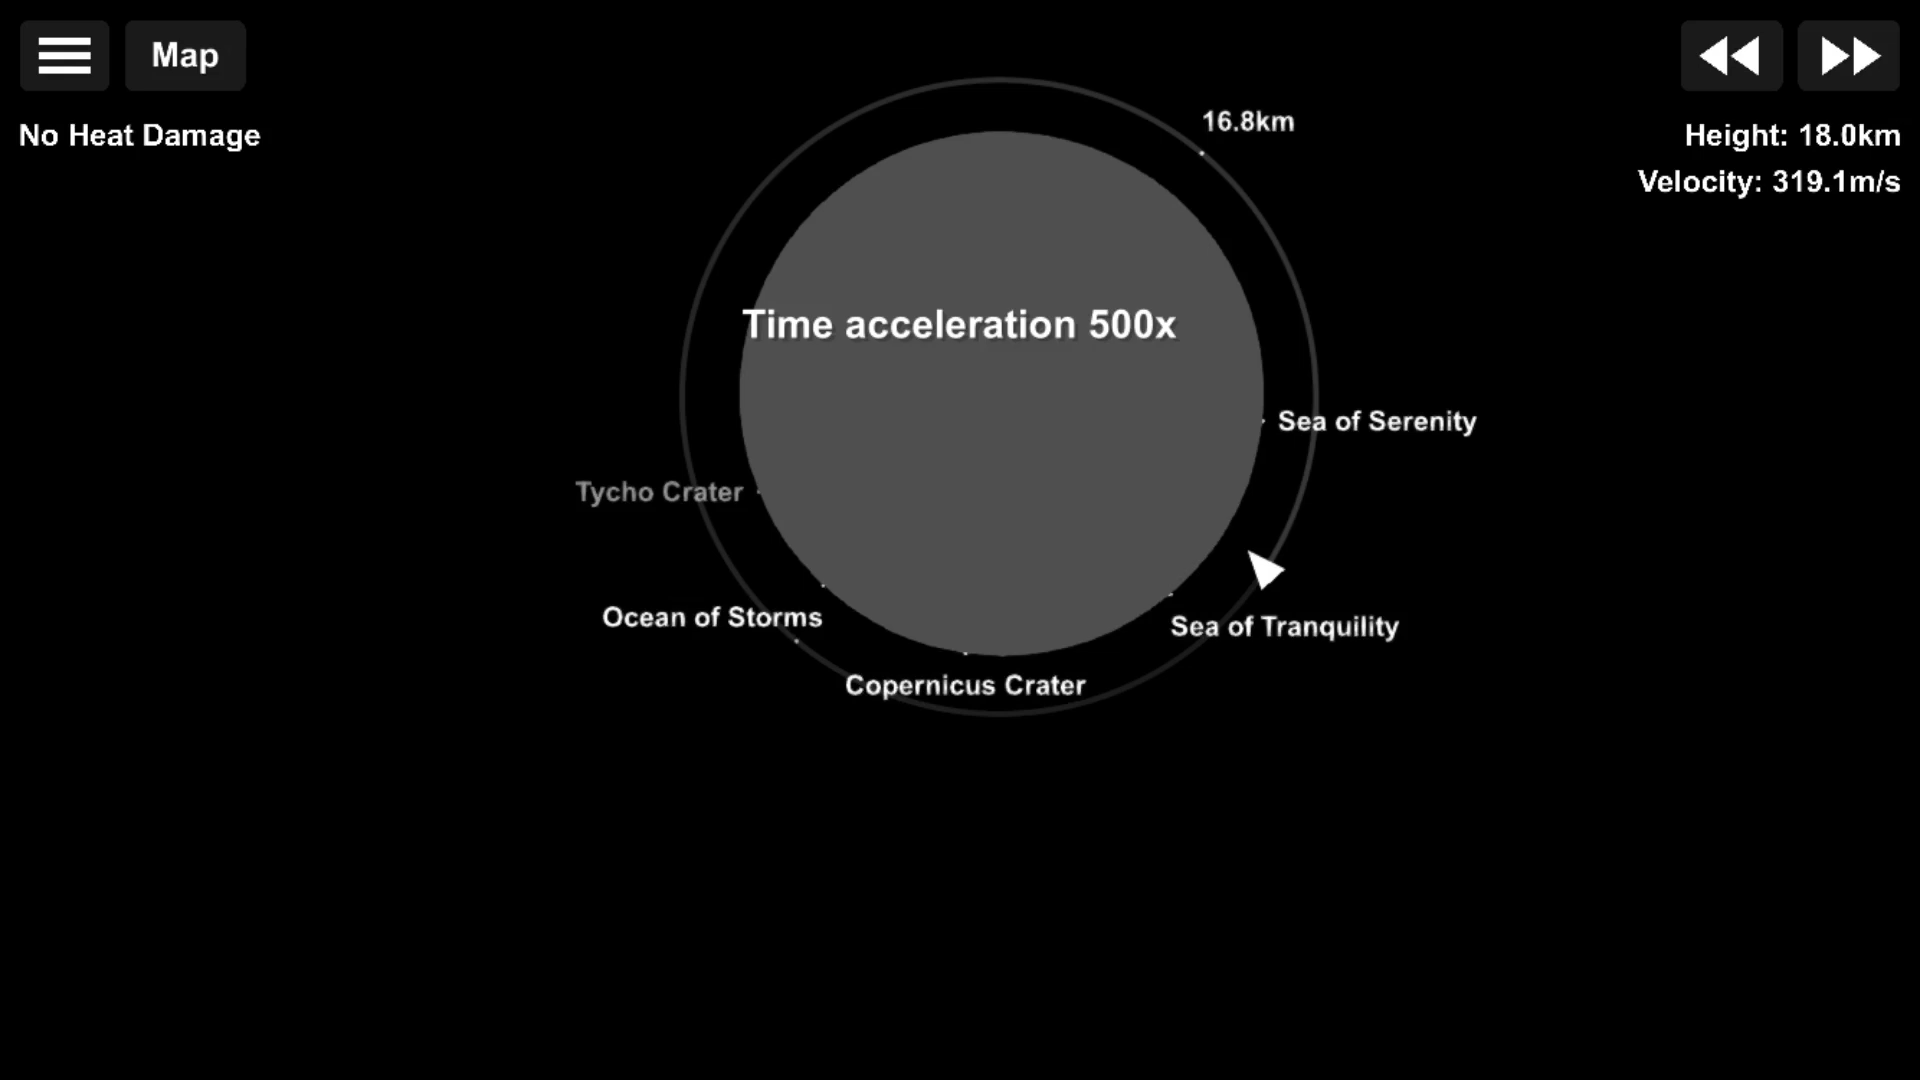 Map
No Heat Damage
Height: 18.0km
Velocity: 319.1m/s
16.8km
Time acceleration 500x
Sea of Serenity
Tycho Crater
Ocean of Storms
Sea of Tranquility
Copernicus Crater